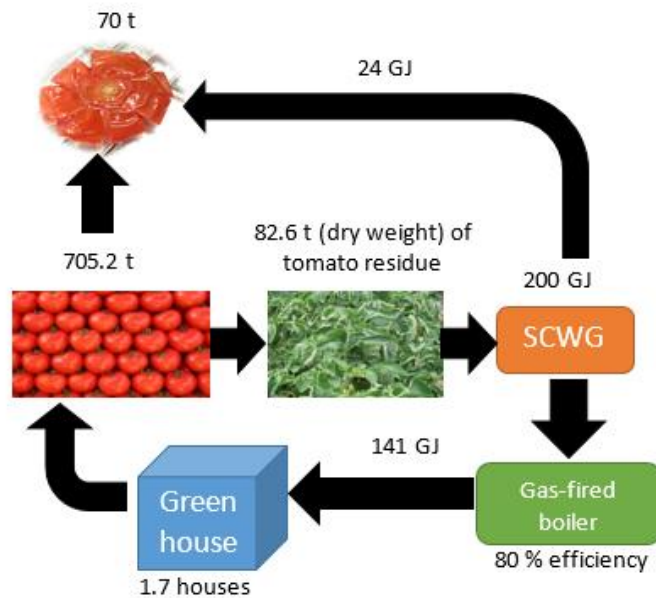 70 t
24 GJ
705.2 t
82.6 t (dry weight) of
tomato residue
200 GJ
SCWG
141 GJ
Green
house
1.7 houses
Gas-fired
boiler
80 % efficiency